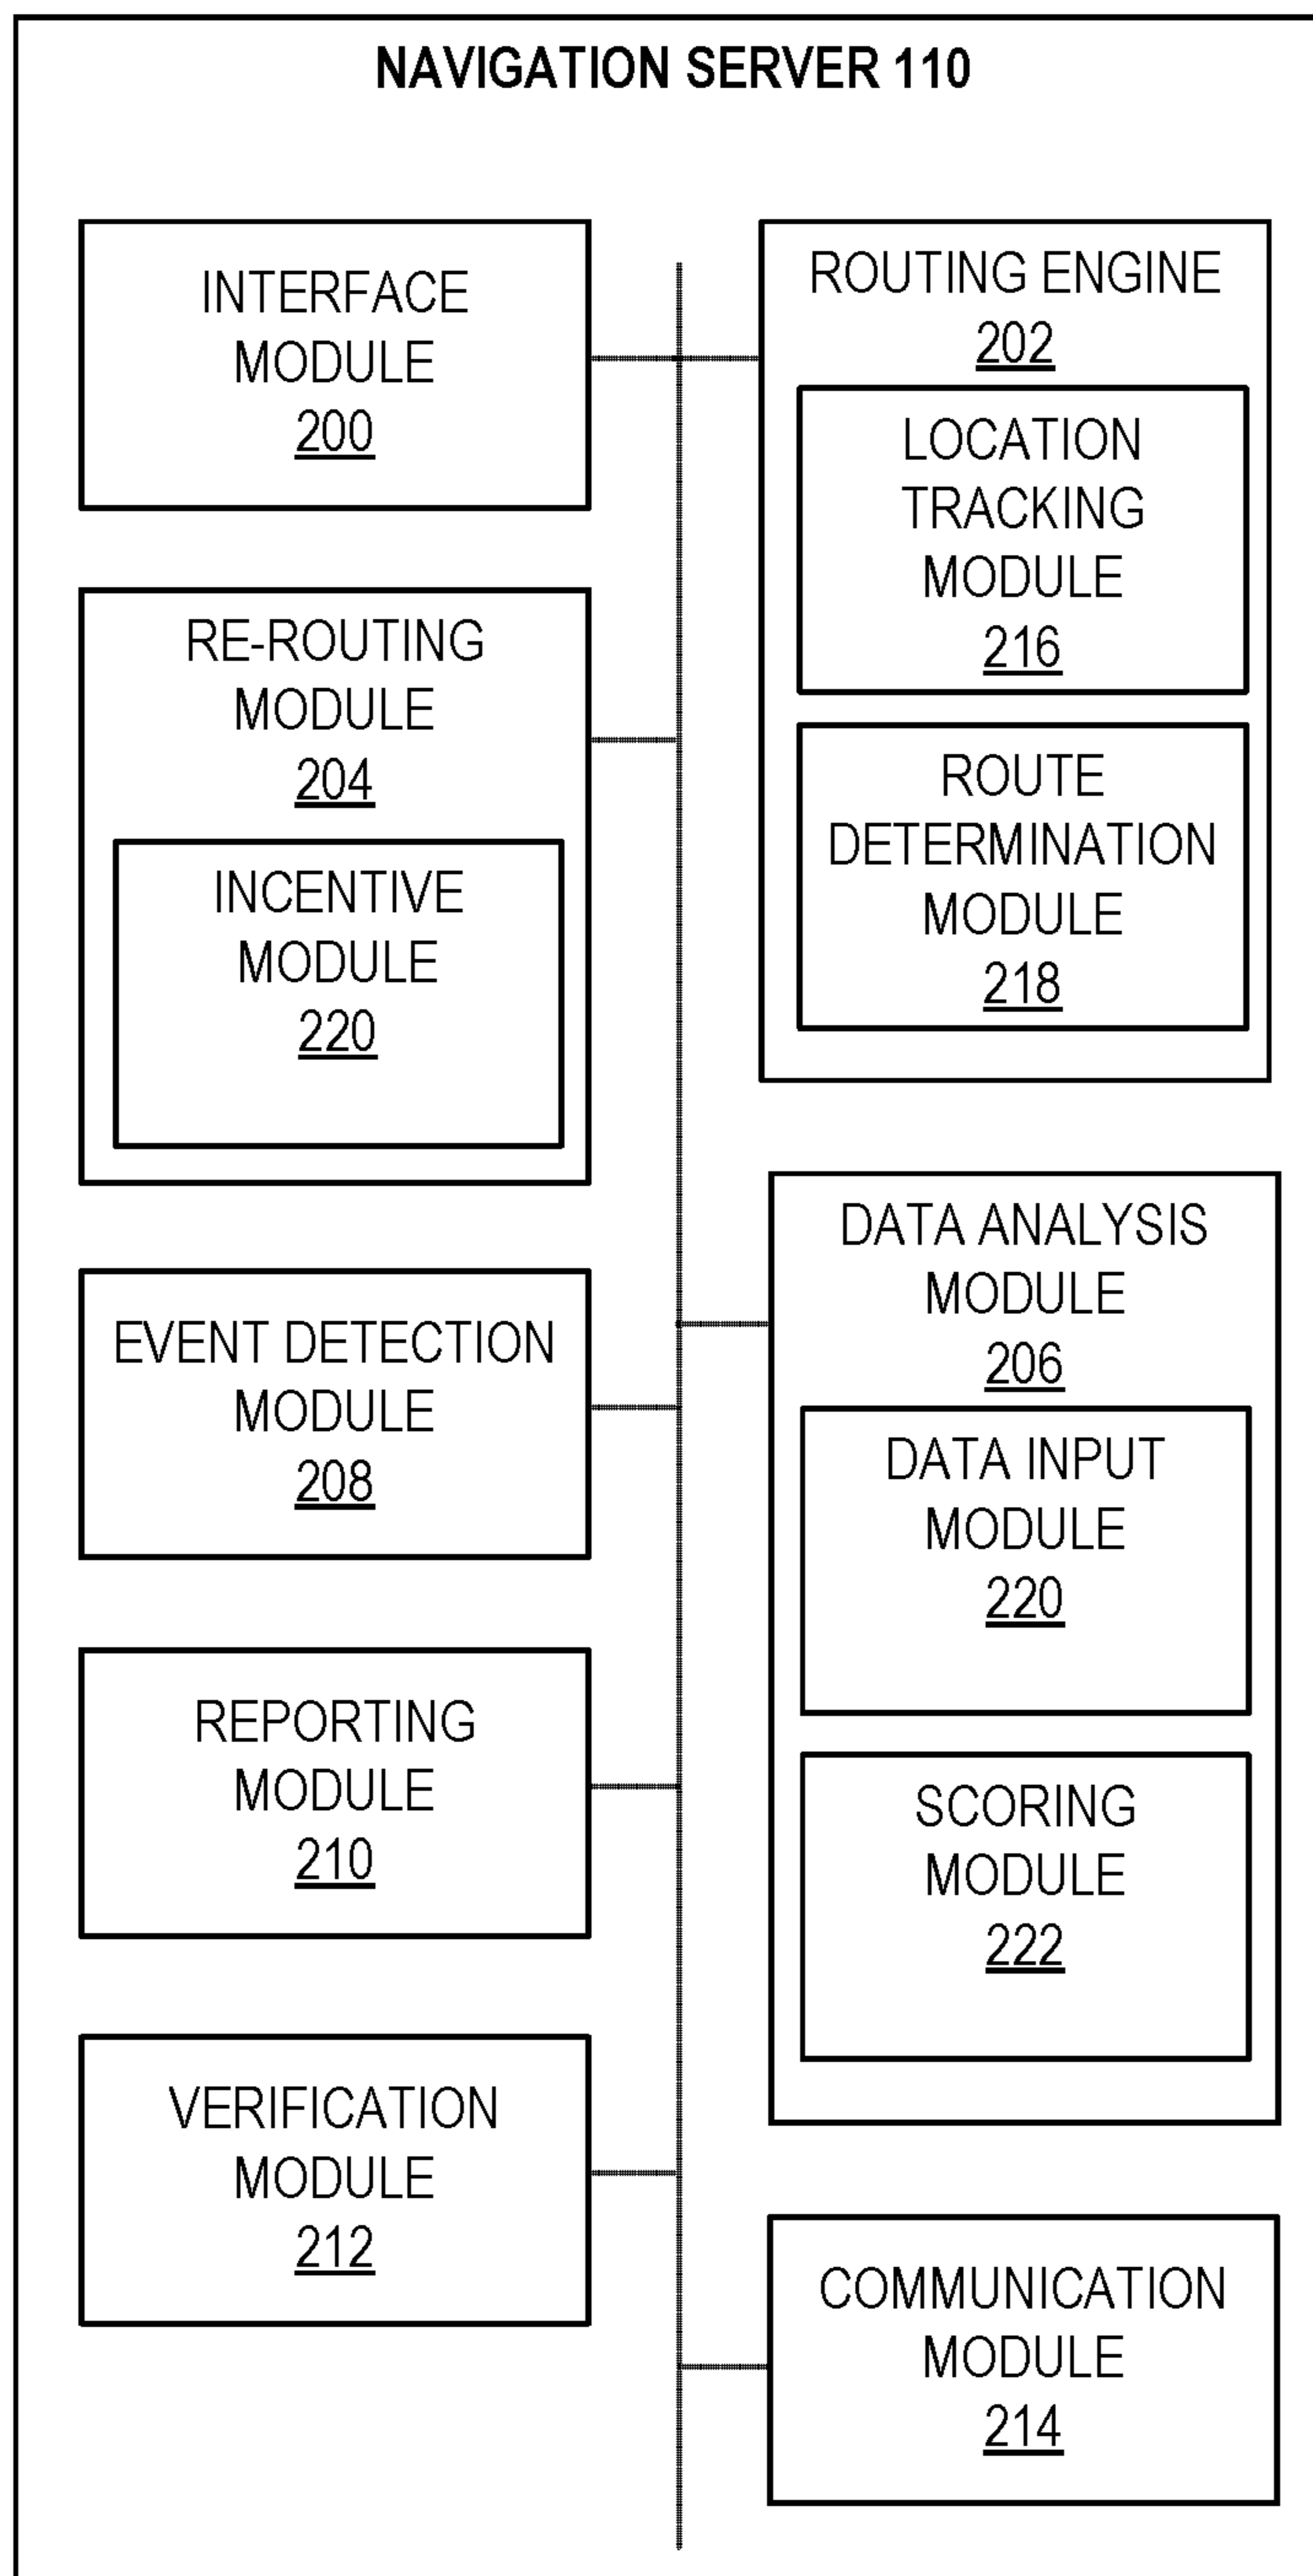 NAVIGATION SERVER 110
INTERFACE
MODULE
200
ROUTING ENGINE
202
LOCATION
TRACKING
MODULE
216
ROUTE
DETERMINATION
MODULE
218
RE-ROUTING
MODULE
204
INCENTIVE
MODULE
220
DATA ANALYSIS
MODULE
206
DATA INPUT
MODULE
220
SCORING
MODULE
222
EVENT DETECTION
MODULE
208
REPORTING
MODULE
210
VERIFICATION
MODULE
212
COMMUNICATION
MODULE
214